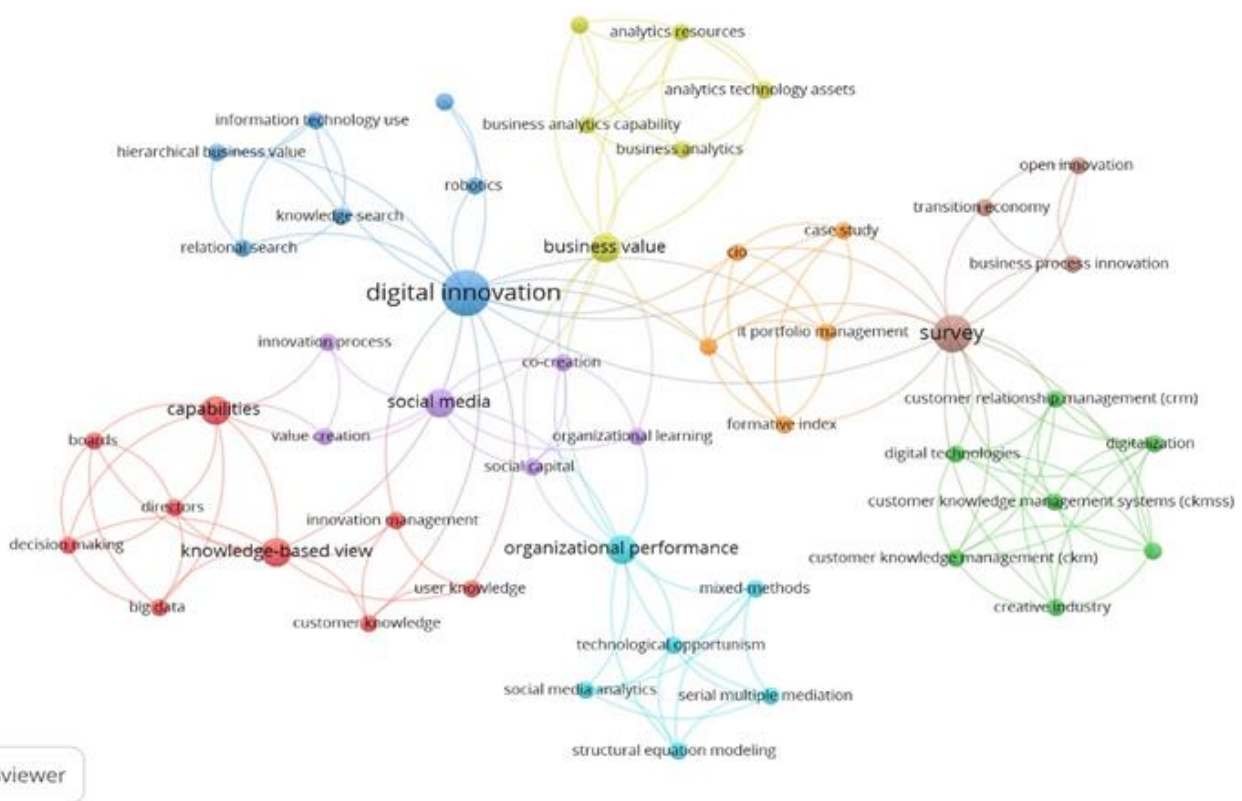 analytics resources
analytics technology assets
information technology use
business analytics capability
hierarchical business value
business analytics
open innovation
robotics
transition economy
knowledge search
case study
relational search
business value
cio
business process innovation
digital innovation
it portfolio management
survey
innovation process
co-creation
social media
customer relationship management (crm)
capabilities
formative index
value creation
organizational learning
boards
digitalization
digital technologies
social capital
directors
customer knowledge management systems (ckmss)
innovation management
decision making
knowledge-based view
organizational performance
customer knowledge management (ckm)
user knowledge
mixed-methods
big data
creative industry
customer knowledge
technological opportunism
social media analytics
serial multiple mediation
structural equation modeling
viewer